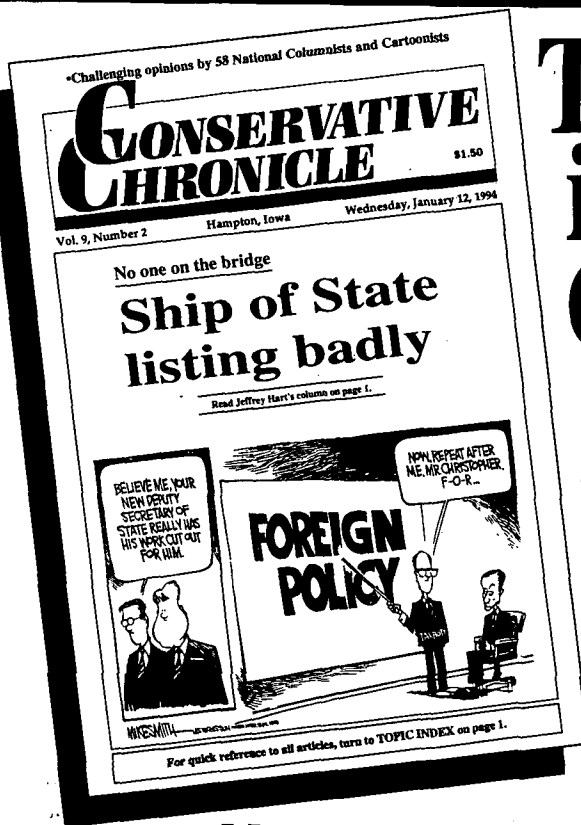 •Challenging opinions by 58 National Columnists and Cartoonists
CONSERVATIVE
CHRONICLE
$1.50
Vol. 9, Number 2 Hampton, Iowa Wednesday, January 12, 1994
No one on the bridge
Ship of State
listing badly
Read Jeffrey Hart's column on page 1.
BELIEVE ME, YOUR
NEW DEPUTY
SECRETARY OF
STATE REALLY HAS
HIS WORK CUT OUT
FOR HIM.
NOW, REPEAT AFTER
ME, MR. CHRISTOPHER.
F-O-R...
FOREIGN
POLICY
TALBOTT
MIKE SMITH
For quick reference to all articles, turn to TOPIC INDEX on page 1.